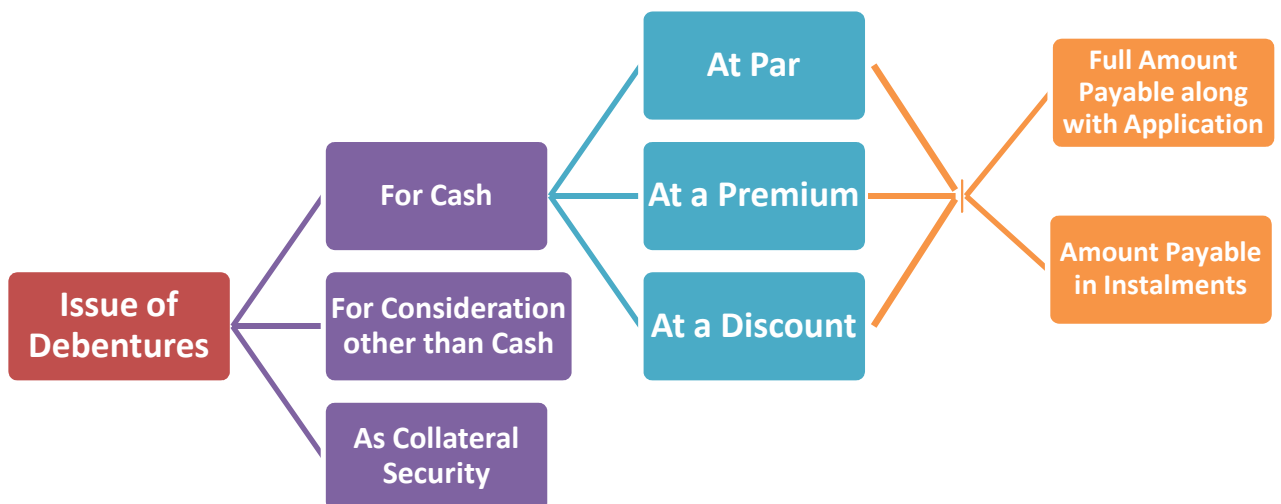 Issue of
Debentures
For Cash
For Consideration
other than Cash
As Collateral
Security
At Par
At a Premium
At a Discount
Full Amount
Payable along
with Application
Amount Payable
in Instalments